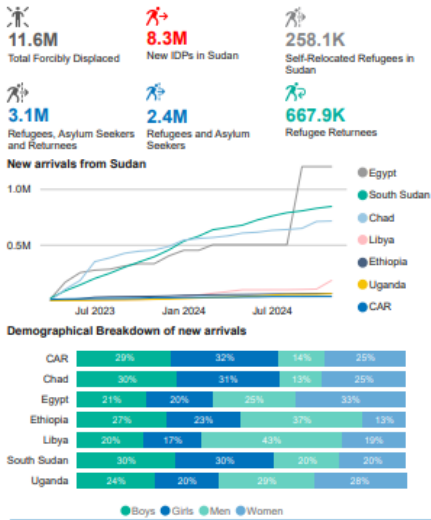 11.6M
Total Forcibly Displaced
8.3M
New IDPs in Sudan
258.1K
Self-Relocated Refugees in
Sudan
3.1M
Refugees, Asylum Seekers
and Returnees
2.4M
Refugees and Asylum
Seekers
667.9K
Refugee Returnees
New arrivals from Sudan
1.0M
0.5M
Jul 2023
Jan 2024
Jul 2024
Egypt
South Sudan
Chad
Libya
Ethiopia
Uganda
CAR
Demographical Breakdown of new arrivals
CAR 29% 32% 14% 25%
Chad 30% 31% 13% 25%
Egypt 21% 20% 25% 33%
Ethiopia 27% 23% 37% 13%
Libya 20% 17% 43% 19%
South Sudan 30% 30% 20% 20%
Uganda 24% 20% 29% 28%
Boys Girls Men Women